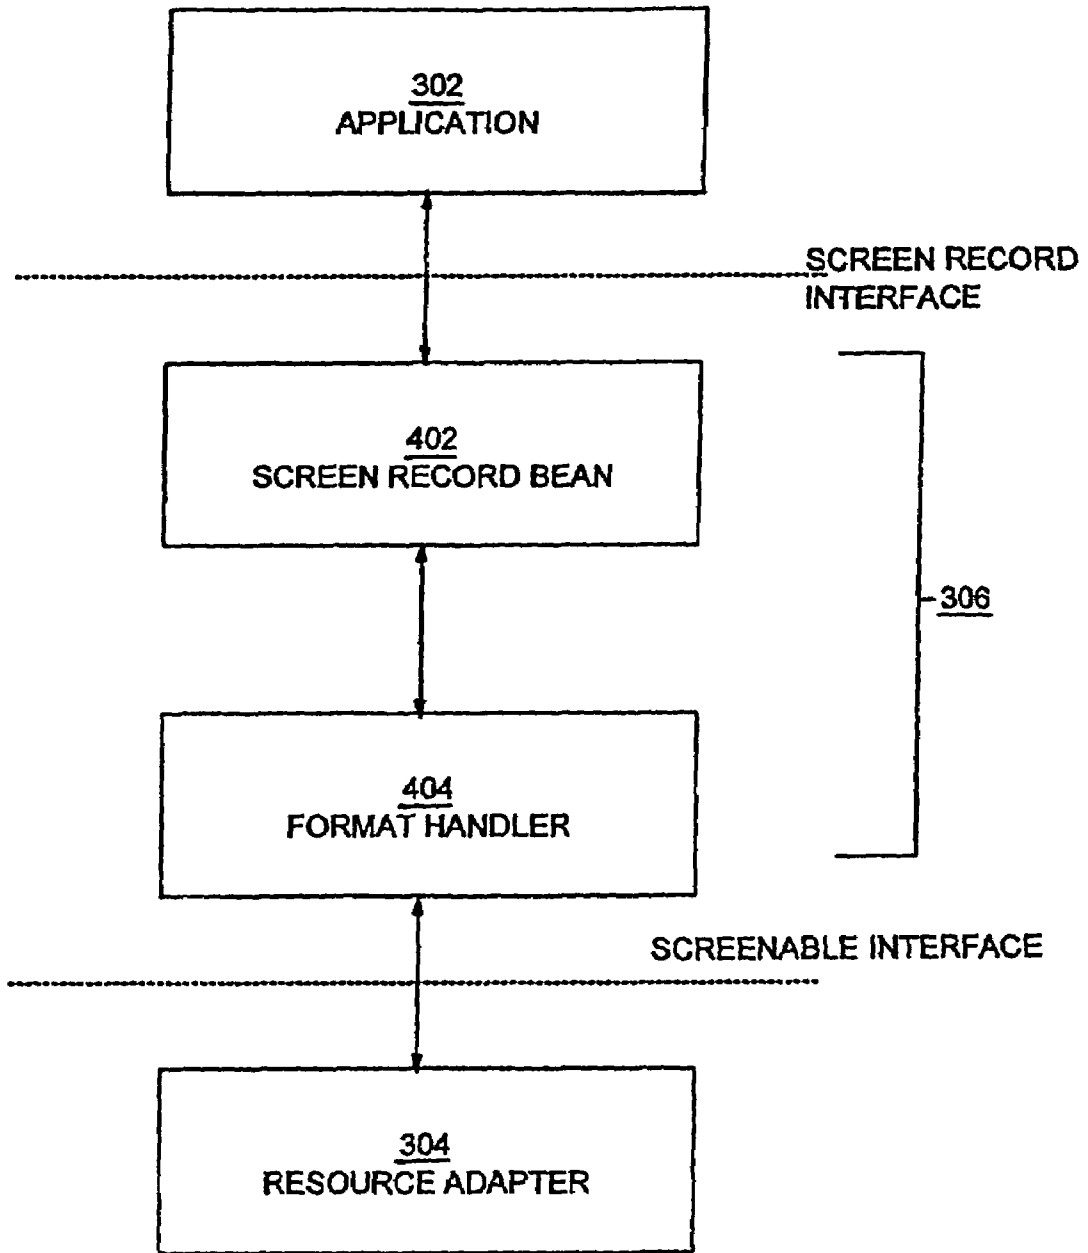 302
APPLICATION
SCREEN RECORD
INTERFACE
402
SCREEN RECORD BEAN
306
404
FORMAT HANDLER
SCREENABLE INTERFACE
304
RESOURCE ADAPTER